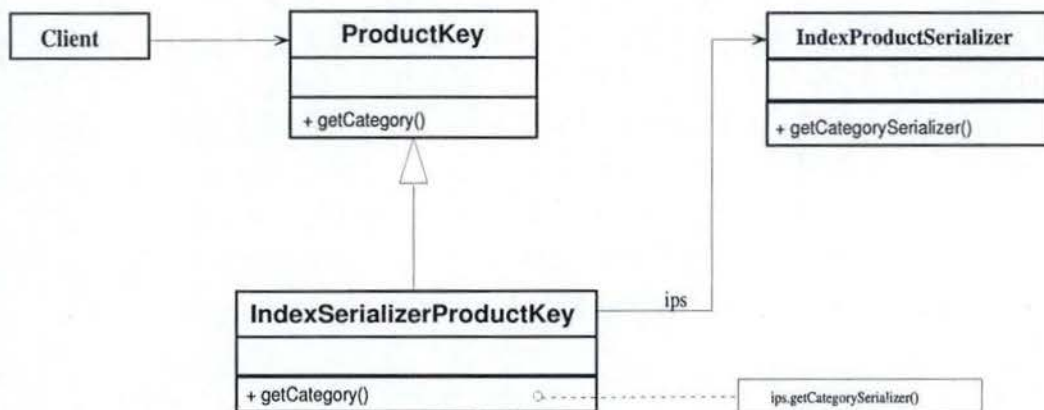 Client
ProductKey
+ getCategory()
IndexProductSerializer
+ getCategorySerializer()
ips
IndexSerializerProductKey
+ getCategory()
ips.getCategorySerializer()